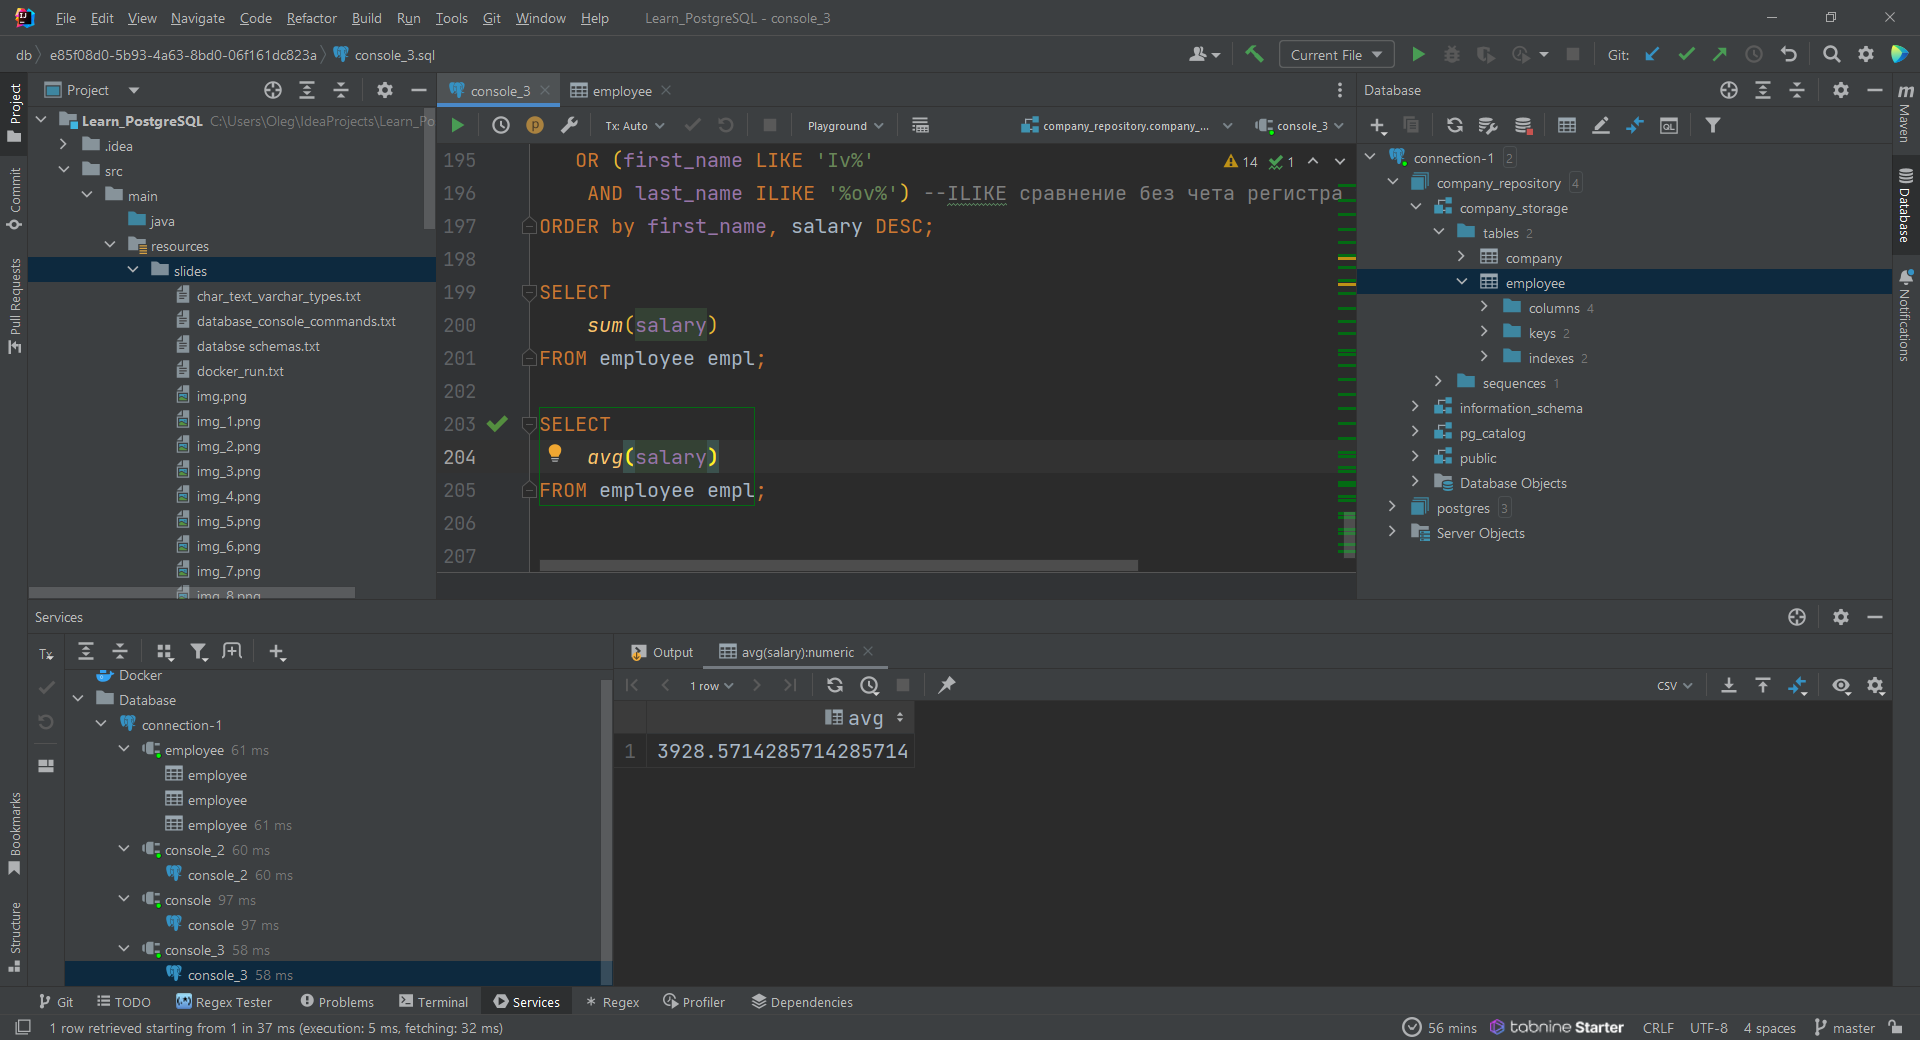 File Edit View Navigate Code Refactor Build Run Tools Git Window Help Learn_PostgreSQL - console_3
db e85f08d0-5b93-4a63-8bd0-06f161dc823a console_3.sql Current File Git:
Project
console_3 employee
Database
Learn_PostgreSQL C:\Users\Oleg\IdeaProjects\Learn_Po
.idea
src
main
java
resources
slides
char_text_varchar_types.txt
database_console_commands.txt
databse schemas.txt
docker_run.txt
img.png
img_1.png
img_2.png
img_3.png
img_4.png
img_5.png
img_6.png
img_7.png
img_8.png
Tx: Auto Playground company_repository.company_... console_3
14 1
195 OR (first_name LIKE 'Iv%'
196 AND last_name ILIKE '%ov%') --ILIKE сравнение без чета регистра
197 ORDER by first_name, salary DESC;
198
199 SELECT
200 sum(salary)
201 FROM employee empl;
202
203 SELECT
204 avg(salary)
205 FROM employee empl;
206
207
connection-1 2
company_repository 4
company_storage
tables 2
company
employee
columns 4
keys 2
indexes 2
sequences 1
information_schema
pg_catalog
public
Database Objects
postgres 3
Server Objects
Project
Commit
Pull Requests
Bookmarks
Structure
Maven
Database
Notifications
Services
Tx
Docker
Database
connection-1
employee 61 ms
employee
employee
employee 61 ms
console_2 60 ms
console_2 60 ms
console 97 ms
console 97 ms
console_3 58 ms
console_3 58 ms
Output avg(salary):numeric
1 row CSV
avg
1 3928.5714285714285714
Git TODO Regex Tester Problems Terminal Services Regex Profiler Dependencies
1 row retrieved starting from 1 in 37 ms (execution: 5 ms, fetching: 32 ms) 56 mins tabnine Starter CRLF UTF-8 4 spaces master